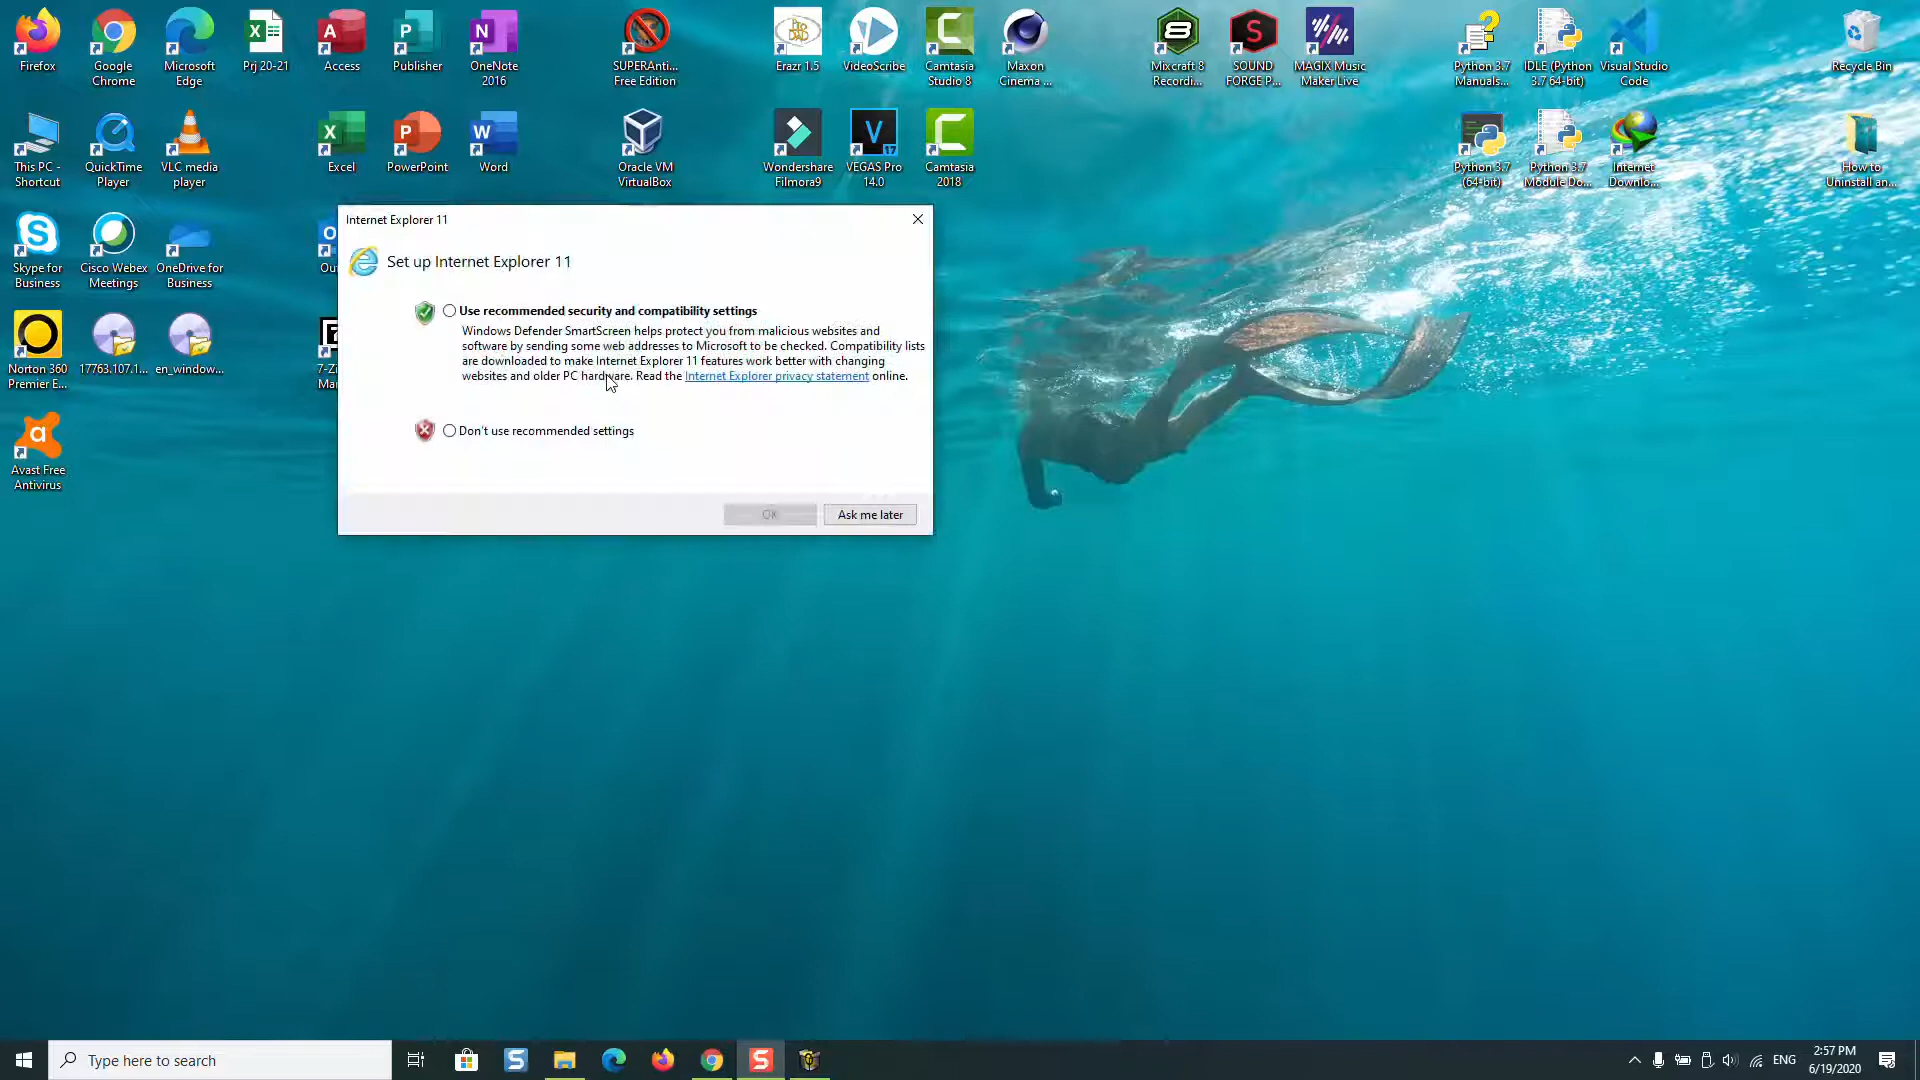 Firefox
Google
Chrome
Microsoft
Edge
Prj 20-21
Access
Publisher
OneNote
2016
SUPERAnti...
Free Edition
Erazr 1.5
VideoScribe
Camtasia
Studio 8
Maxon
Cinema ...
Mixcraft 8
Recordi...
SOUND
FORGE P...
MAGIX Music
Maker Live
Python 3.7
Manuals...
IDLE (Python
3.7 64-bit)
Visual Studio
Code
Recycle Bin
This PC -
Shortcut
QuickTime
Player
VLC media
player
Excel
PowerPoint
Word
Oracle VM
VirtualBox
Wondershare
Filmora9
VEGAS Pro
14.0
Camtasia
2018
Python 3.7
(64-bit)
Python 3.7
Module Do...
Internet
Downlo...
How to
Uninstall an...
Skype for
Business
Cisco Webex
Meetings
OneDrive for
Business
Norton 360
Premier E...
17763.107.1...
en_window...
Avast Free
Antivirus
Internet Explorer 11
Set up Internet Explorer 11
Use recommended security and compatibility settings
Windows Defender SmartScreen helps protect you from malicious websites and
software by sending some web addresses to Microsoft to be checked. Compatibility lists
are downloaded to make Internet Explorer 11 features work better with changing
websites and older PC hardware. Read the Internet Explorer privacy statement online.
Don't use recommended settings
OK
Ask me later
Type here to search
ENG
2:57 PM
6/19/2020